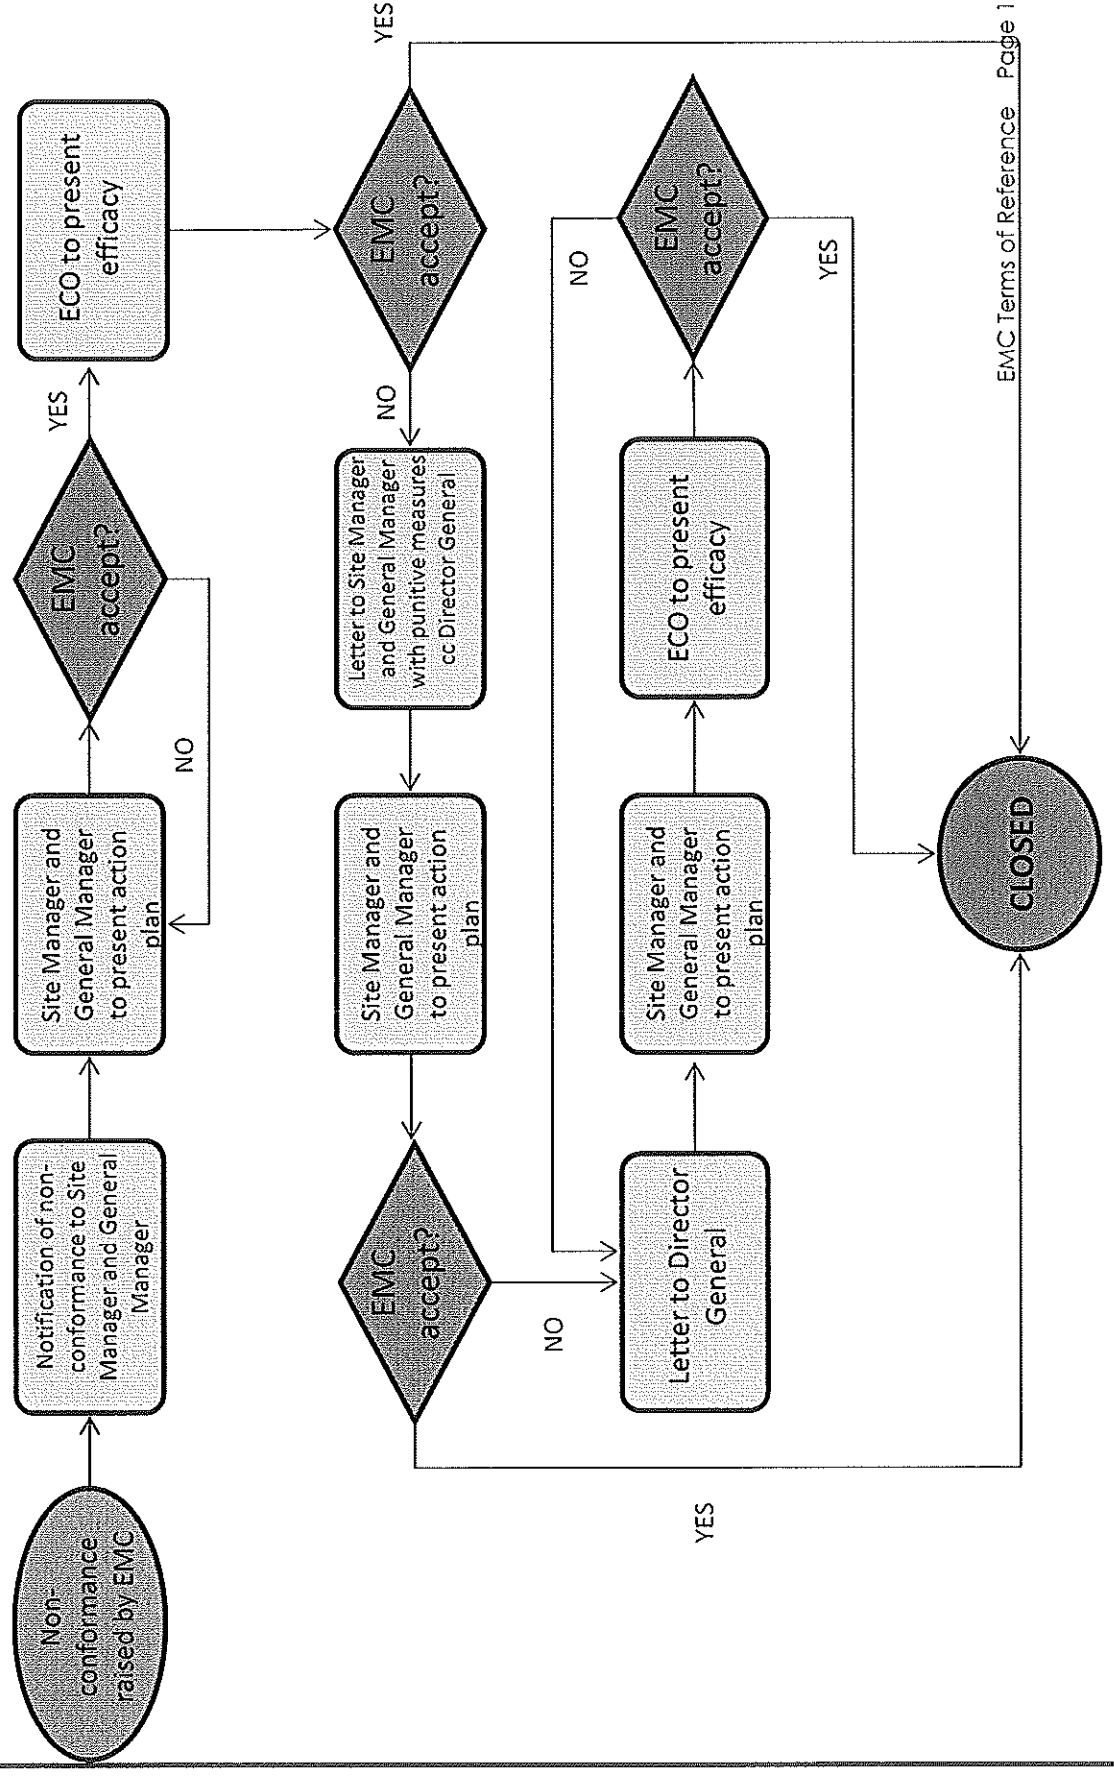 Non-
conformance
raised by EMC
Notification of non-
conformance to Site
Manager and General
Manager
Site Manager and
General Manager
to present action
plan
NO
EMC
accept?
YES
ECO to present
efficacy
EMC
accept?
YES
NO
Letter to Site Manager
and General Manager
with punitive measures
cc Director General
Site Manager and
General Manager
to present action
plan
EMC
accept?
NO
YES
Letter to Director
General
Site Manager and
General Manager
to present action
plan
ECO to present
efficacy
EMC
accept?
NO
YES
CLOSED
EMC Terms of Reference Page 1